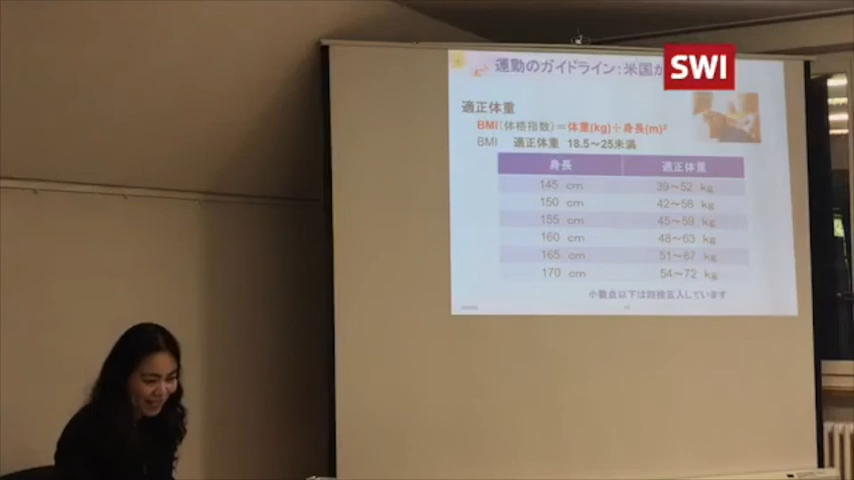 運動のガイドライン：米国が
SWI
適正体重
BMI(体格指数)＝体重(kg)÷身長(m)²
BMI 適正体重 18.5～25未満
身長 適正体重
145 cm 39～52 kg
150 cm 42～56 kg
155 cm 45～59 kg
160 cm 48～63 kg
165 cm 51～67 kg
170 cm 54～72 kg
小数点以下は四捨五入しています